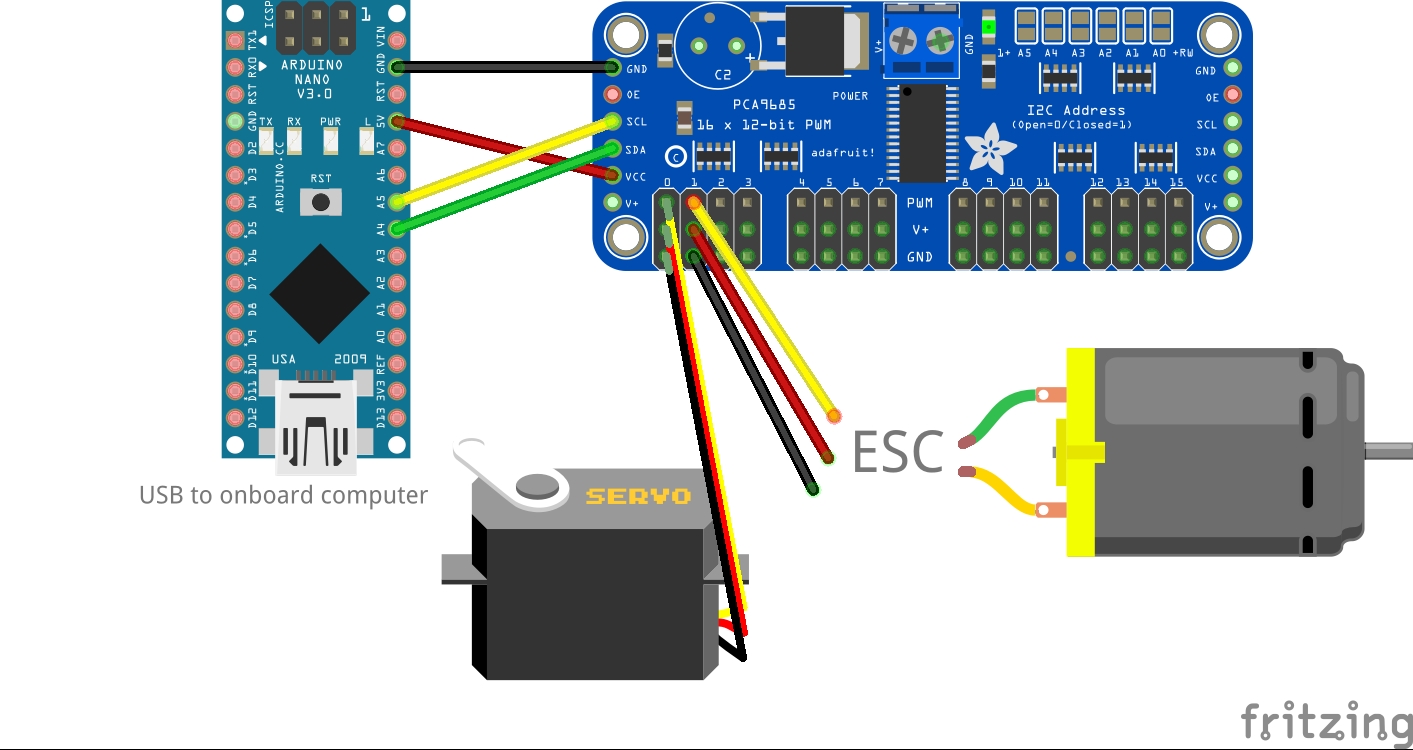 ICSP
1
TX1
RX0
RST
GND
D2
D3
D4
D5
D6
D7
D8
D9
D10
D11
D12
ARDUINO
NANO
V3.0
TX RX PWR L
ARDUINO.CC
RST
USA 2009
VIN
GND
RST
5V
A7
A6
A5
A4
A3
A2
A1
A0
REF
3V3
D13
USB to onboard computer
GND
OE
SCL
SDA
VCC
V+
C2
+
PCA9685
16 x 12-bit PWM
POWER
adafruit!
C
V+
GND
1+ A5 A4 A3 A2 A1 A0 +RW
I2C Address
(Open=0/Closed=1)
GND
OE
SCL
SDA
VCC
V+
0 1 2 3 4 5 6 7 8 9 10 11 12 13 14 15
PWM
V+
GND
SERVO
ESC
fritzing